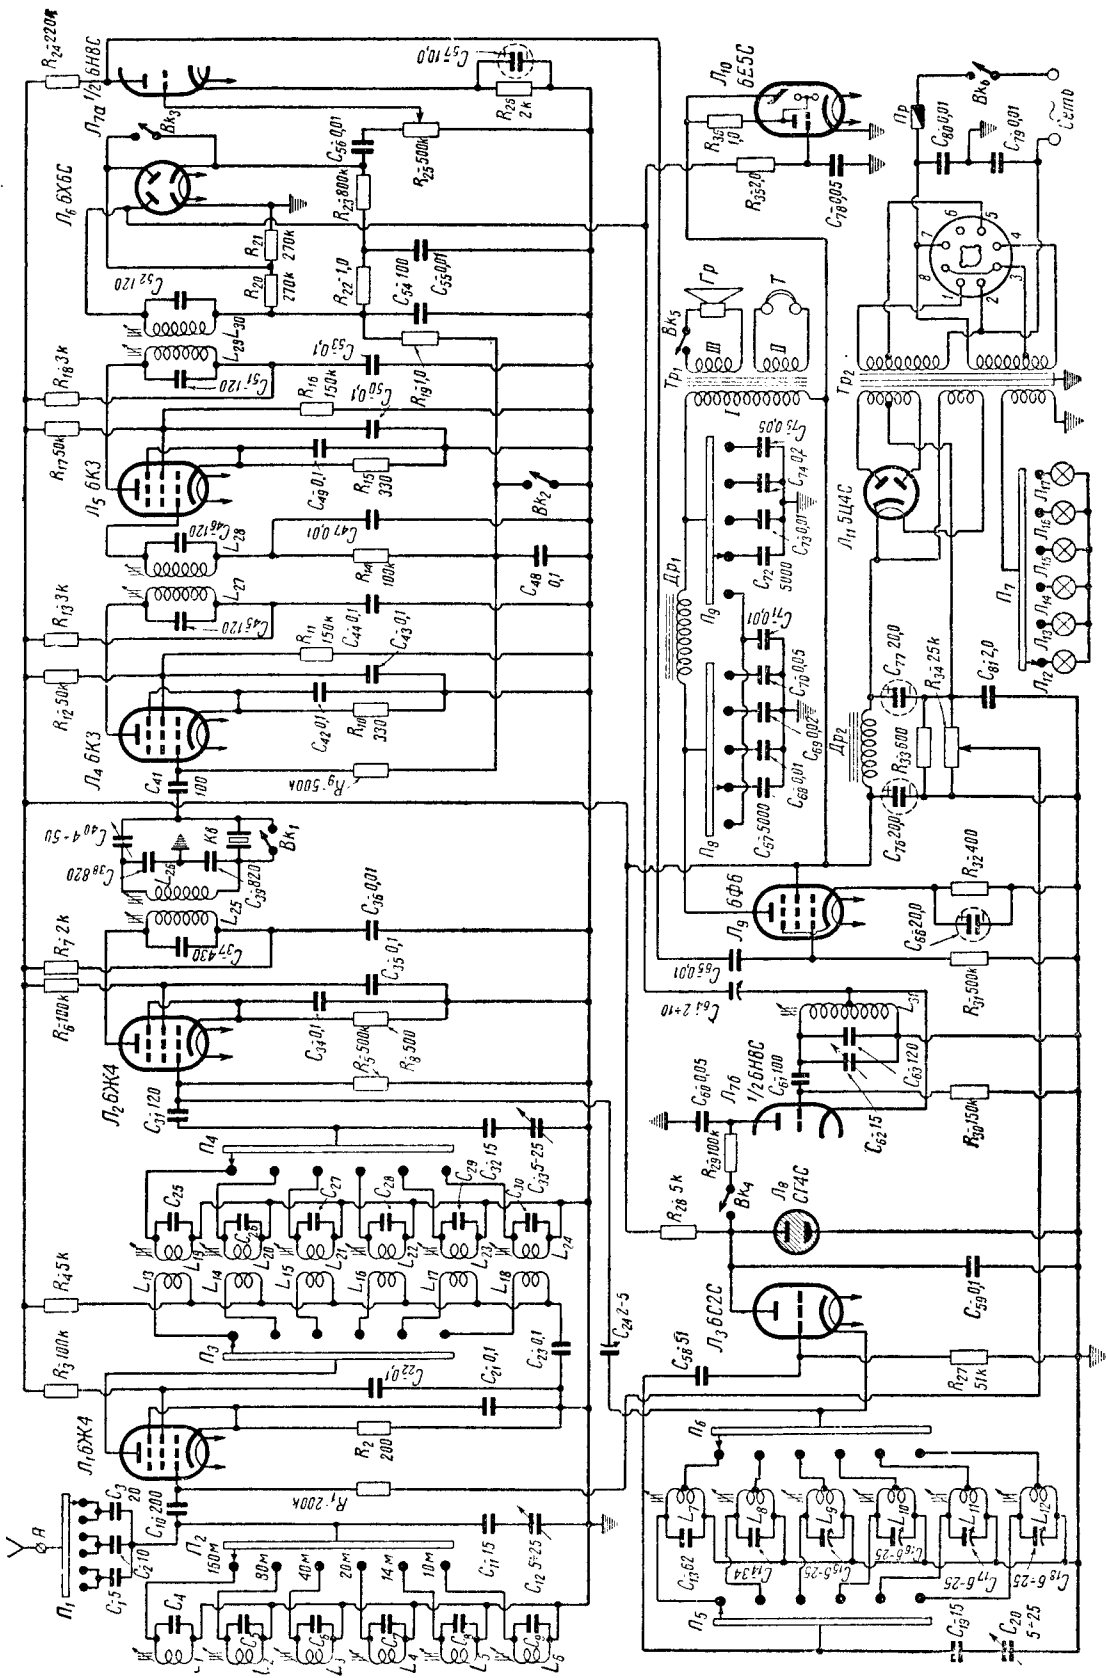 А
П₁
С₁-5
С₂-10
С₃
20
С₁₀-200
Л₁ 6Ж4
R₃-100к
R₄ 5к
П₂
160м
80м
40м
20м
14м
10м
С₄
L₂
L₃
L₄
L₅
L₆
С₁₁-15
С₁₂-5÷25
R₁-200к
R₂
200
С₂₁-0,1
С₂₂-0,1
С₂₃-0,1
П₃
L₁₃
L₁₄
L₁₅
L₁₆
L₁₇
L₁₈
L₁₉
L₂₀
L₂₁
L₂₂
L₂₃
L₂₄
С₂₅
С₂₆
С₂₇
С₂₈
С₂₉
С₃₀
П₄
С₃₂-15
С₃₃-5-25
С₂₄ 2-5
С₃₁-120
Л₂ 6Ж4
R₆-100к
R₇-2к
С₃₄-0,1
R₅-500к
R₈-500
С₃₅-0,1
С₃₆-0,01
С₃₇-430
L₂₅
L₂₆
С₃₈-820
С₃₉-820
С₄₀ 4-50
Кв
Вк₁
С₄₁
100
Л₄ 6К3
R₁₂-50к
R₁₃-3к
R₉-500к
С₄₂-0,1
R₁₀
330
С₄₃-0,1
R₁₁
150к
С₄₄-0,1
С₄₅-120
L₂₇
L₂₈
С₄₆-120
С₄₇-0,01
R₁₄
100к
С₄₈
0,1
Вк₂
Л₅ 6К3
R₁₇-50к
R₁₈-3к
С₄₉-0,1
R₁₅
330
R₁₆
150к
С₅₀-0,1
С₅₃-0,1
R₁₉-1,0
С₅₁-120
L₂₉-30
С₅₂-120
Л₆ 6Х6С
R₂₀
270к
R₂₁
270к
R₂₂-1,0
С₅₄-100
С₅₅-0,01
R₂₃-800к
С₅₆-0,01
R₂₅-500к
Вк₃
Л₇а 1/2 6Н8С
R₂₄-220к
R₂₆
2к
С₅₇-10,0
П₅
П₆
L₇
L₈
L₉
L₁₀
L₁₁
L₁₂
С₁₃-62
С₁₄-34
С₁₅-5-25
С₁₆-6-25
С₁₇-6-25
С₁₈-6÷25
С₁₉-15
С₂₀
5÷25
С₅₈-51
Л₃ 6С2С
R₂₇
51к
С₅₉-0,1
Л₈
СГ4С
R₂₈ 5к
Вк₄
R₂₉-100к
С₆₀-0,05
Л₇б
1/2 6Н8С
С₆₁-100
С₆₂-15
С₆₃-120
R₃₀-150к
L₃₁
С₆₄-2÷10
С₆₅-0,01
R₃₁-500к
Л₉ 6Ф6
С₆₆-20,0
R₃₂-400
П₈
С₆₇-5000
С₆₈-0,01
С₆₉-0,02
С₇₀-0,05
С₇₁-0,01
Др₁
П₉
С₇₂
5000
С₇₃-0,01
С₇₄-0,2
С₇₅-0,05
Тр₁
I
II
III
Вк₅
Гр
Т
Др₂
С₇₆-20,0
С₇₇-20,0
R₃₃-600
R₃₄-25к
С₈₁-2,0
Л₁₁ 5Ц4С
Тр₂
П₇
Л₁₂
Л₁₃
Л₁₄
Л₁₅
Л₁₆
Л₁₇
1
2
3
4
5
6
7
8
Л₁₀
6Е5С
R₃₆
1,0
R₃₅-2,0
С₇₈-0,05
С₇₉-0,01
С₈₀-0,01
Пр
Вк₆
Сеть